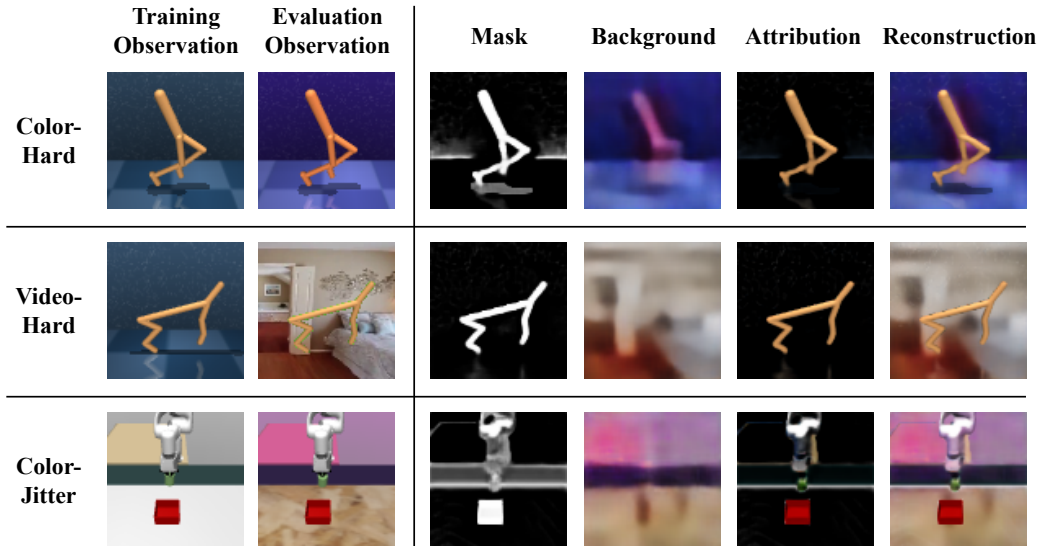 Training
Observation
Evaluation
Observation
Mask
Background
Attribution
Reconstruction
Color-
Hard
Video-
Hard
Color-
Jitter